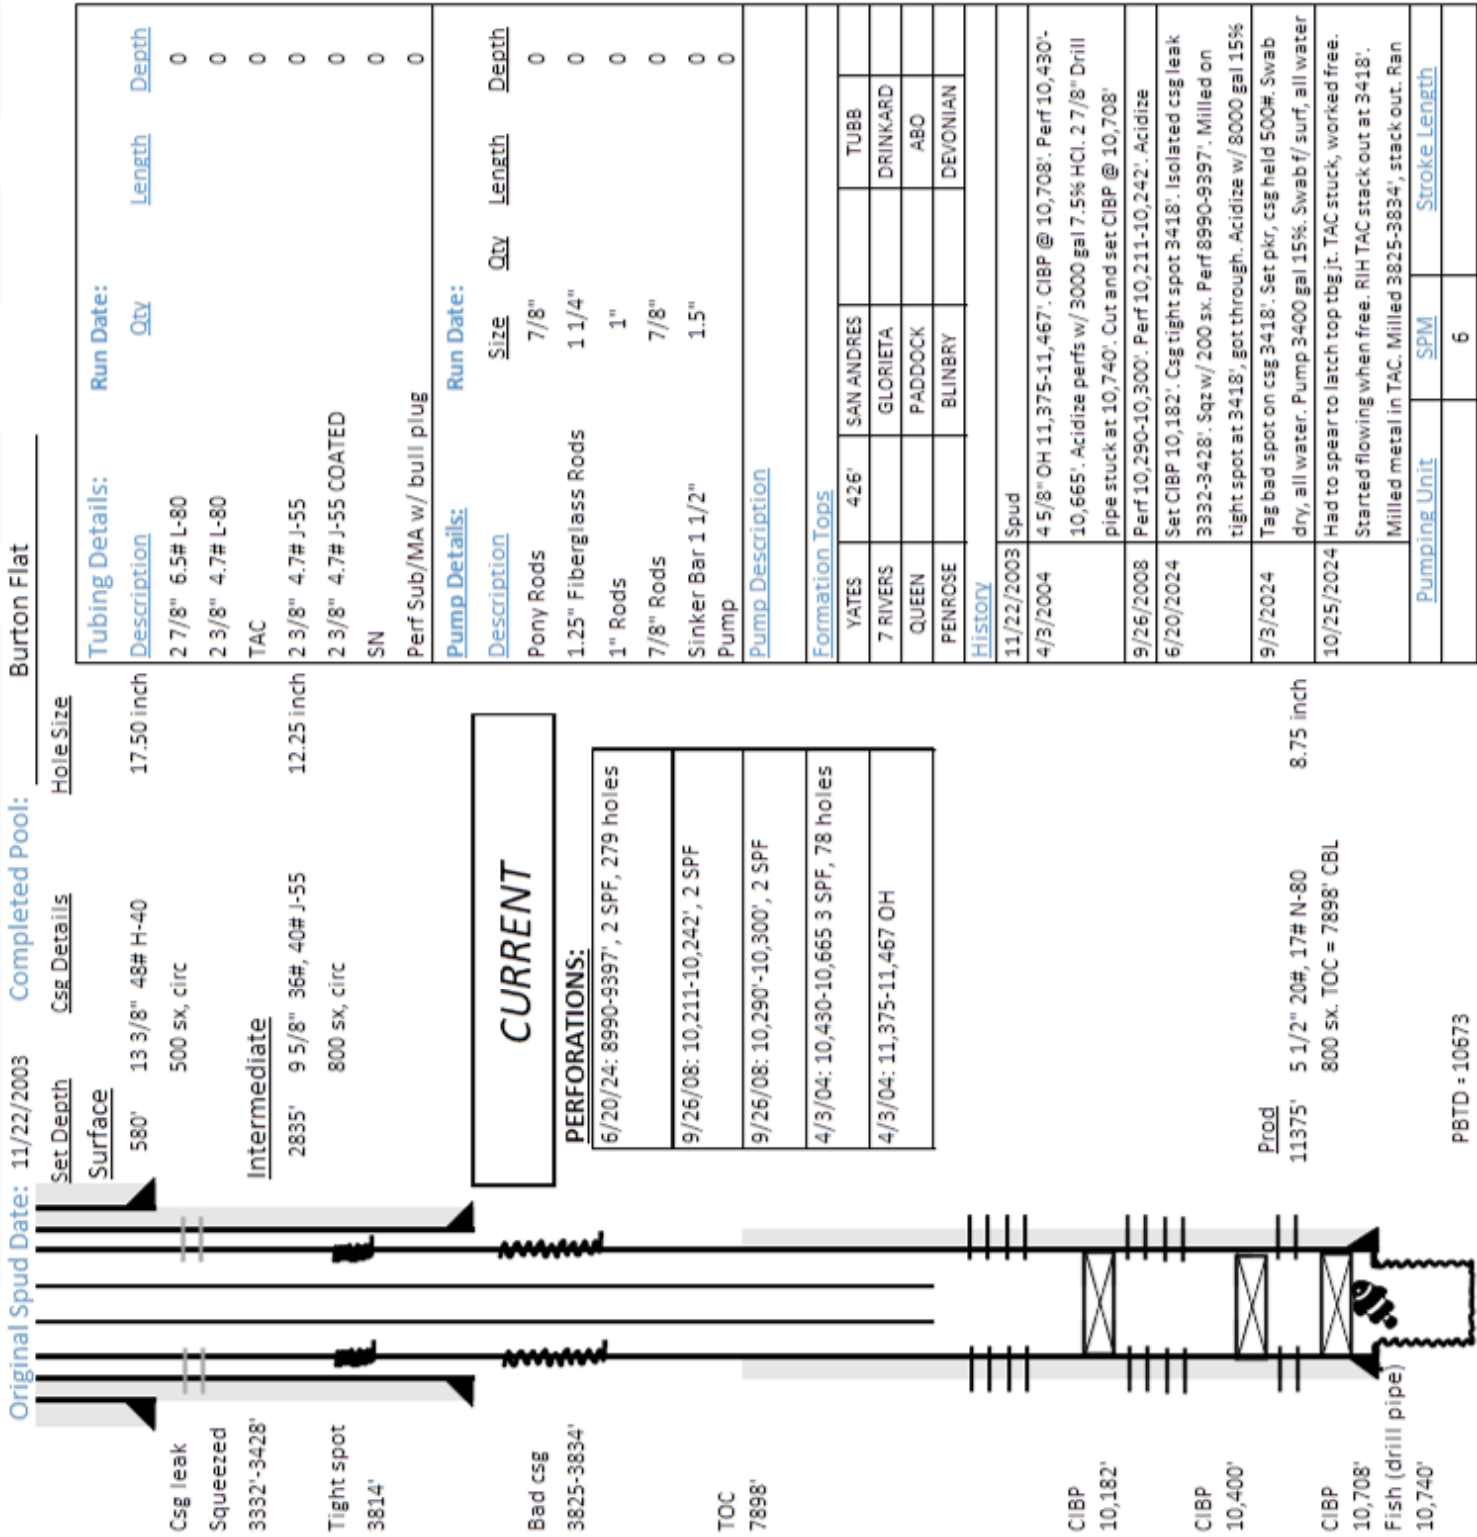 Original Spud Date: 11/22/2003 Completed Pool: Burton Flat
Set Depth Csg Details Hole Size
Surface
580' 13 3/8" 48# H-40 17.50 inch
500 sx, circ
Intermediate
2835' 9 5/8" 36#, 40# J-55 12.25 inch
800 sx, circ
CURRENT
PERFORATIONS:
6/20/24: 8990-9397', 2 SPF, 279 holes
9/26/08: 10,211-10,242', 2 SPF
9/26/08: 10,290'-10,300', 2 SPF
4/3/04: 10,430-10,665 3 SPF, 78 holes
4/3/04: 11,375-11,467 OH
Prod
11375' 5 1/2" 20#, 17# N-80 8.75 inch
800 sx. TOC = 7898' CBL
PBTD = 10673
Csg leak
Squeezed
3332'-3428'
Tight spot
3814'
Bad csg
3825-3834'
TOC
7898'
CIBP
10,182'
CIBP
10,400'
CIBP
10,708'
Fish (drill pipe)
10,740'
Tubing Details: Run Date:
Description Qty Length Depth
2 7/8" 6.5# L-80 0
2 3/8" 4.7# L-80 0
TAC 0
2 3/8" 4.7# J-55 0
2 3/8" 4.7# J-55 COATED 0
SN 0
Perf Sub/MA w/ bull plug 0
Pump Details: Run Date:
Description Size Qty Length Depth
Pony Rods 7/8" 0
1.25" Fiberglass Rods 1 1/4" 0
1" Rods 1" 0
7/8" Rods 7/8" 0
Sinker Bar 1 1/2" 1.5" 0
Pump 0
Pump Description
Formation Tops
YATES 426' SAN ANDRES TUBB
7 RIVERS GLORIETA DRINKARD
QUEEN PADDOCK ABO
PENROSE BLINBRY DEVONIAN
History
11/22/2003 Spud
4/3/2004 4 5/8" OH 11,375-11,467'. CIBP @ 10,708'. Perf 10,430-
10,665'. Acidize perfs w/ 3000 gal 7.5% HCl. 2 7/8" Drill
pipe stuck at 10,740'. Cut and set CIBP @ 10,708'
9/26/2008 Perf 10,290-10,300'. Perf 10,211-10,242'. Acidize
6/20/2024 Set CIBP 10,182'. Csg tight spot 3418'. Isolated csg leak
3332-3428'. Sqz w/ 200 sx. Perf 8990-9397'. Milled on
tight spot at 3418', got through. Acidize w/ 8000 gal 15%
9/3/2024 Tag bad spot on csg 3418'. Set pkr, csg held 500#. Swab
dry, all water. Pump 3400 gal 15%. Swab f/ surf, all water
10/25/2024 Had to spear to latch top tbg jt. TAC stuck, worked free.
Started flowing when free. RIH TAC stack out at 3418'.
Milled metal in TAC. Milled 3825-3834', stack out. Ran
Pumping Unit SPM Stroke Length
6